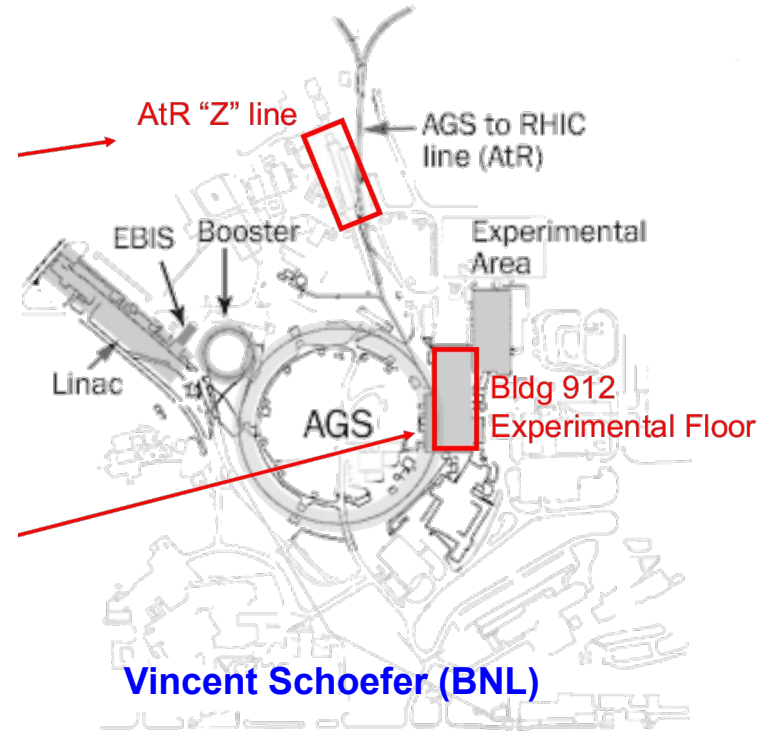 AtR “Z” line
AGS to RHIC
line (AtR)
EBIS
Booster
Experimental
Area
Linac
AGS
Bldg 912
Experimental Floor
Vincent Schoefer (BNL)